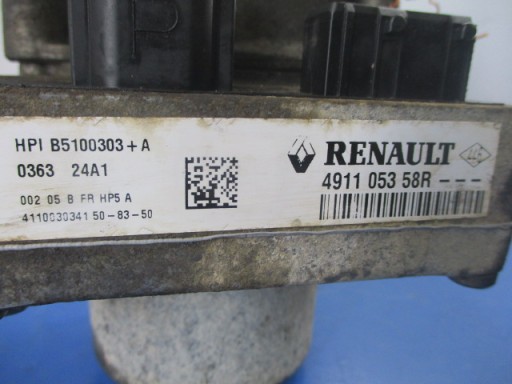 P
HPI B5100303+A
0363 24A1
002 05 B FR HP5 A
4110030341 50-83-50
RENAULT
4911 053 58R - - -